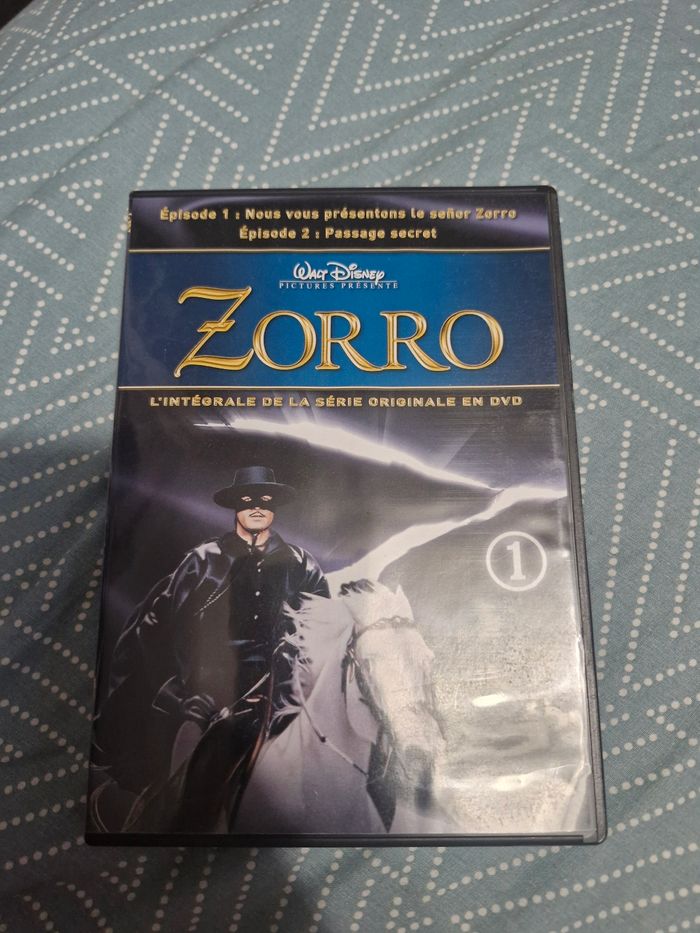 Épisode 1 : Nous vous présentons le señor Zorro
Épisode 2 : Passage secret
WALT DISNEY
PICTURES PRÉSENTE
ZORRO
L'INTÉGRALE DE LA SÉRIE ORIGINALE EN DVD
1